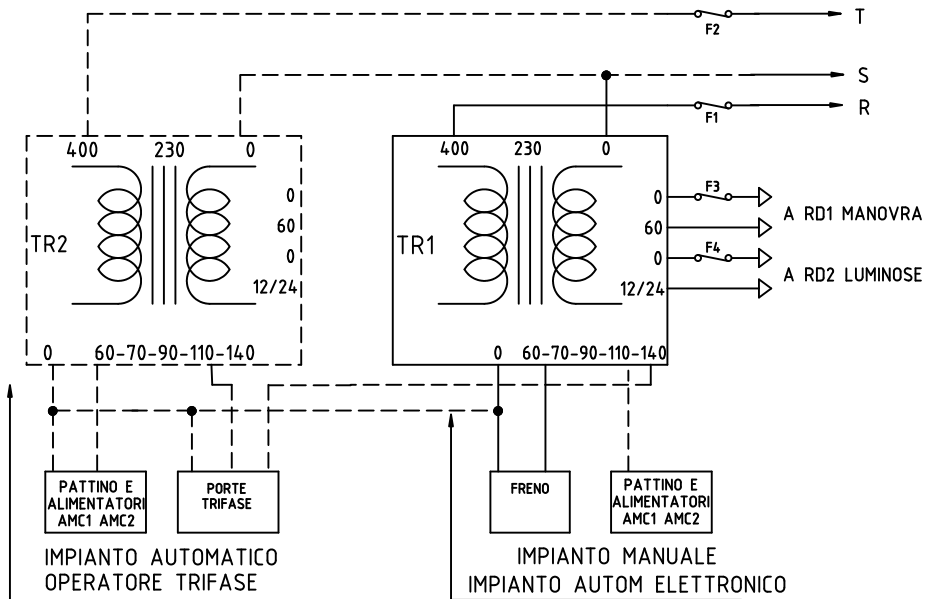 T
F2
S
R
F1
400 230 0
400 230 0
0
60
0
12/24
TR2
0
60
0
12/24
TR1
F3
A RD1 MANOVRA
F4
A RD2 LUMINOSE
0 60-70-90-110-140
0 60-70-90-110-140
PATTINO E
ALIMENTATORI
AMC1 AMC2
PORTE
TRIFASE
FRENO
PATTINO E
ALIMENTATORI
AMC1 AMC2
IMPIANTO AUTOMATICO
OPERATORE TRIFASE
IMPIANTO MANUALE
IMPIANTO AUTOM ELETTRONICO